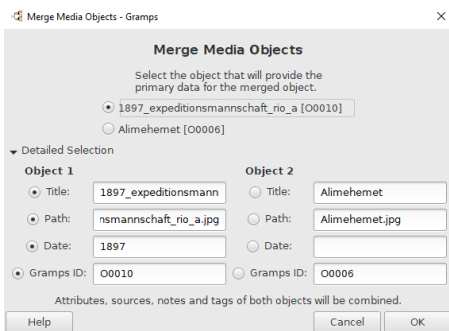 Merge Media Objects - Gramps
Merge Media Objects
Select the object that will provide the
primary data for the merged object.
1897_expeditionsmannschaft_rio_a [O0010]
Alimehemet [O0006]
Detailed Selection
Object 1 Object 2
Title: 1897_expeditionsmann Title: Alimehemet
Path: nsmannschaft_rio_a.jpg Path: Alimehemet.jpg
Date: 1897 Date:
Gramps ID: O0010 Gramps ID: O0006
Attributes, sources, notes and tags of both objects will be combined.
Help Cancel OK